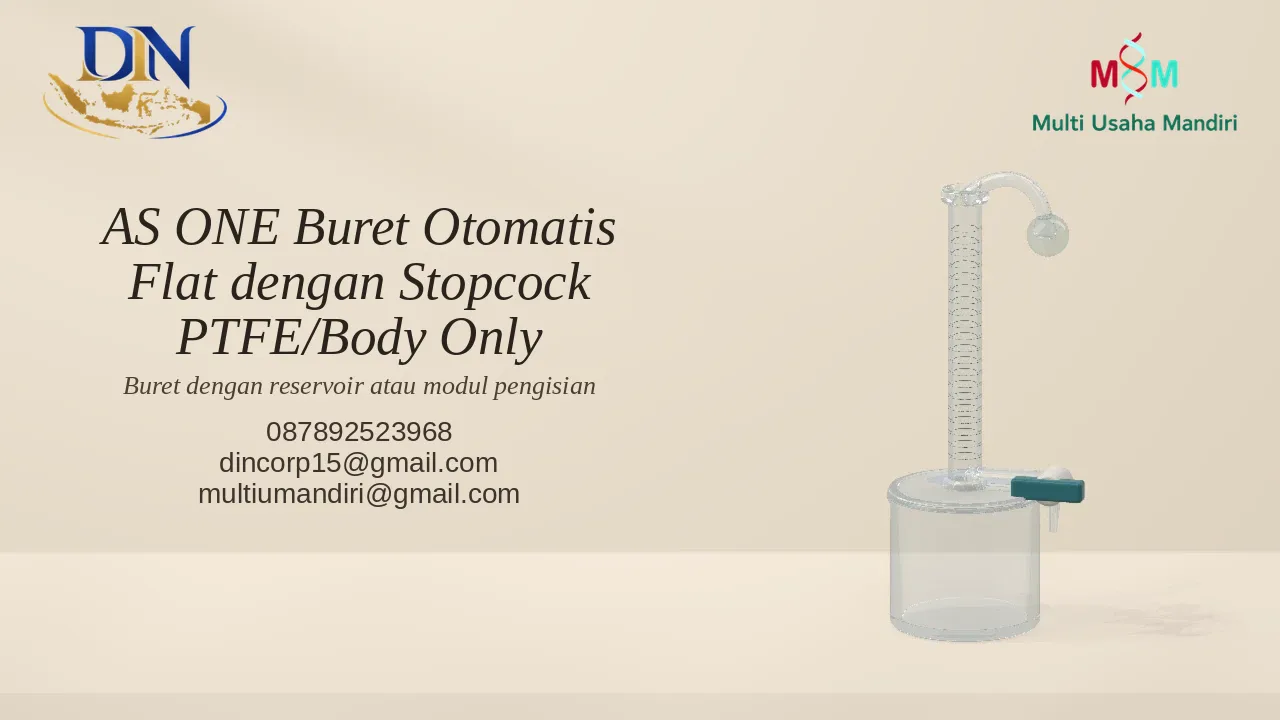 DIN
MSM
Multi Usaha Mandiri
AS ONE Buret Otomatis
Flat dengan Stopcock
PTFE/Body Only
Buret dengan reservoir atau modul pengisian
087892523968
dincorp15@gmail.com
multiumandiri@gmail.com